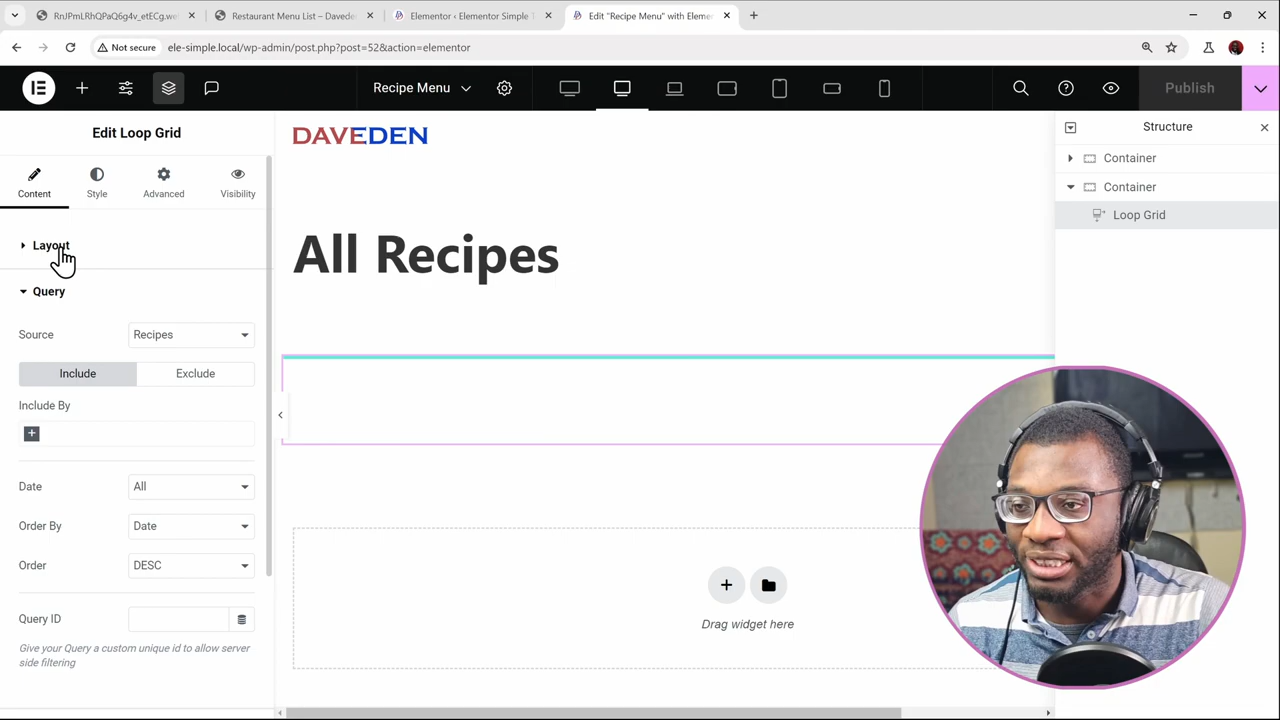 RrJPmLRhQPaQ6g4v_etECg.we
Restaurant Menu List – Davede
Elementor ‹ Elementor Simple T
Edit "Recipe Menu" with Eleme
Not secure
ele-simple.local/wp-admin/post.php?post=52&action=elementor
Recipe Menu
Publish
Edit Loop Grid
Content
Style
Advanced
Visibility
Layout
Query
Source
Recipes
Include
Exclude
Include By
Date
All
Order By
Date
Order
DESC
Query ID
Give your Query a custom unique id to allow server
side filtering
DAVEDEN
All Recipes
Drag widget here
Structure
Container
Container
Loop Grid